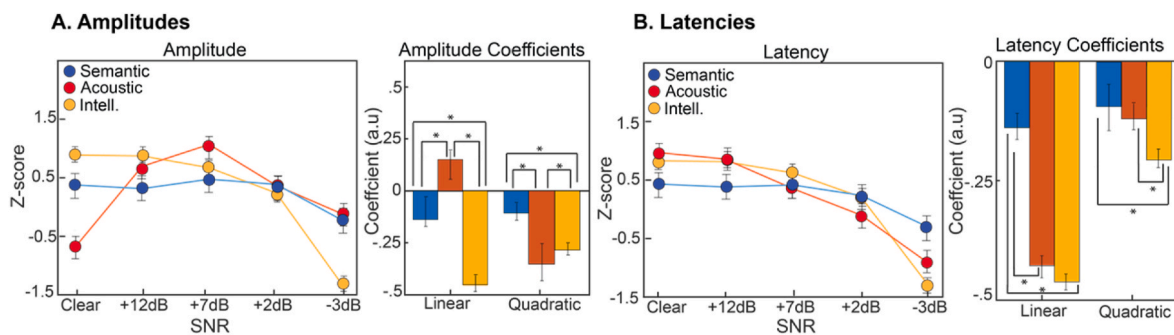 A. Amplitudes
Amplitude
Semantic
Acoustic
Intell.
Z-score
1.5
0.5
-0.5
-1.5
Clear
+12dB
+7dB
+2dB
-3dB
SNR
Amplitude Coefficients
Coeffcient (a.u)
.5
.25
0
-.25
-.5
*
*
*
*
*
*
Linear
Quadratic
B. Latencies
Latency
Semantic
Acoustic
Intell.
Z-score
1.5
0.5
-0.5
-1.5
Clear
+12dB
+7dB
+2dB
-3dB
SNR
Latency Coefficients
Coeffcient (a.u)
0
-.25
-.5
*
*
*
*
Linear
Quadratic